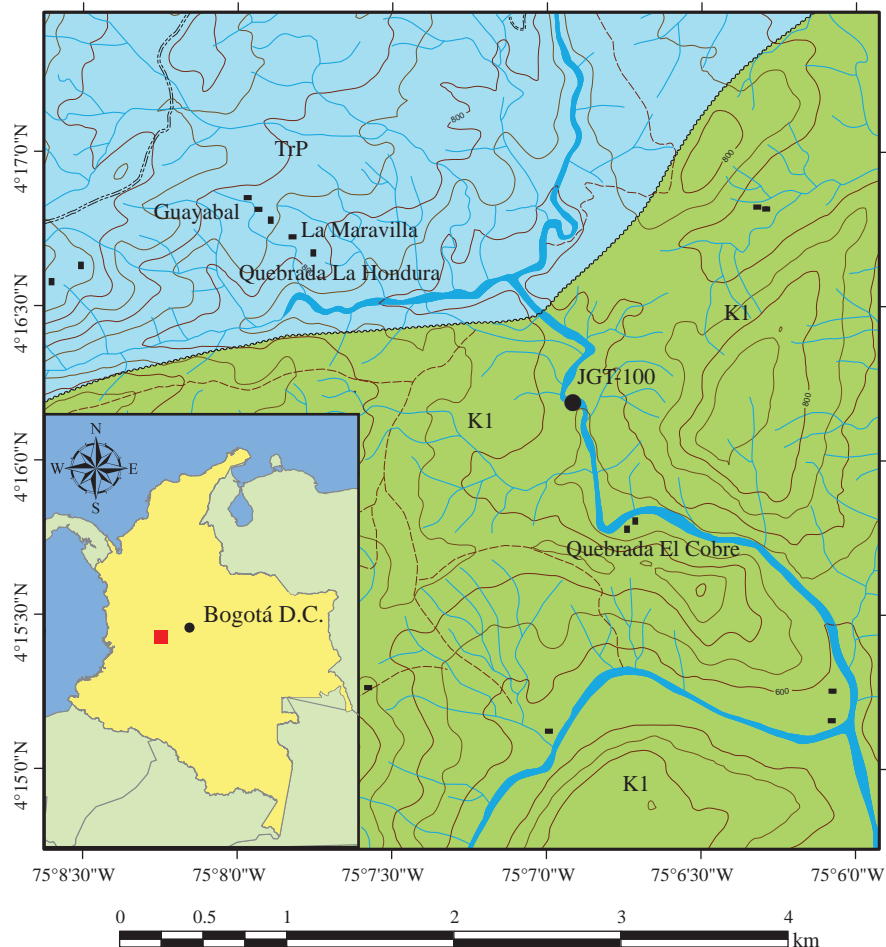 800
4°17'0"N
TrP
800
Guayabal
La Maravilla
Quebrada La Hondura
4°16'30"N
K1
JGT-100
800
K1
4°16'0"N
N
W E
S
Quebrada El Cobre
Bogotá D.C.
4°15'30"N
600
4°15'0"N
K1
75°8'30"W 75°8'0"W 75°7'30"W 75°7'0"W 75°6'30"W 75°6'0"W
0 0.5 1 2 3 4
km